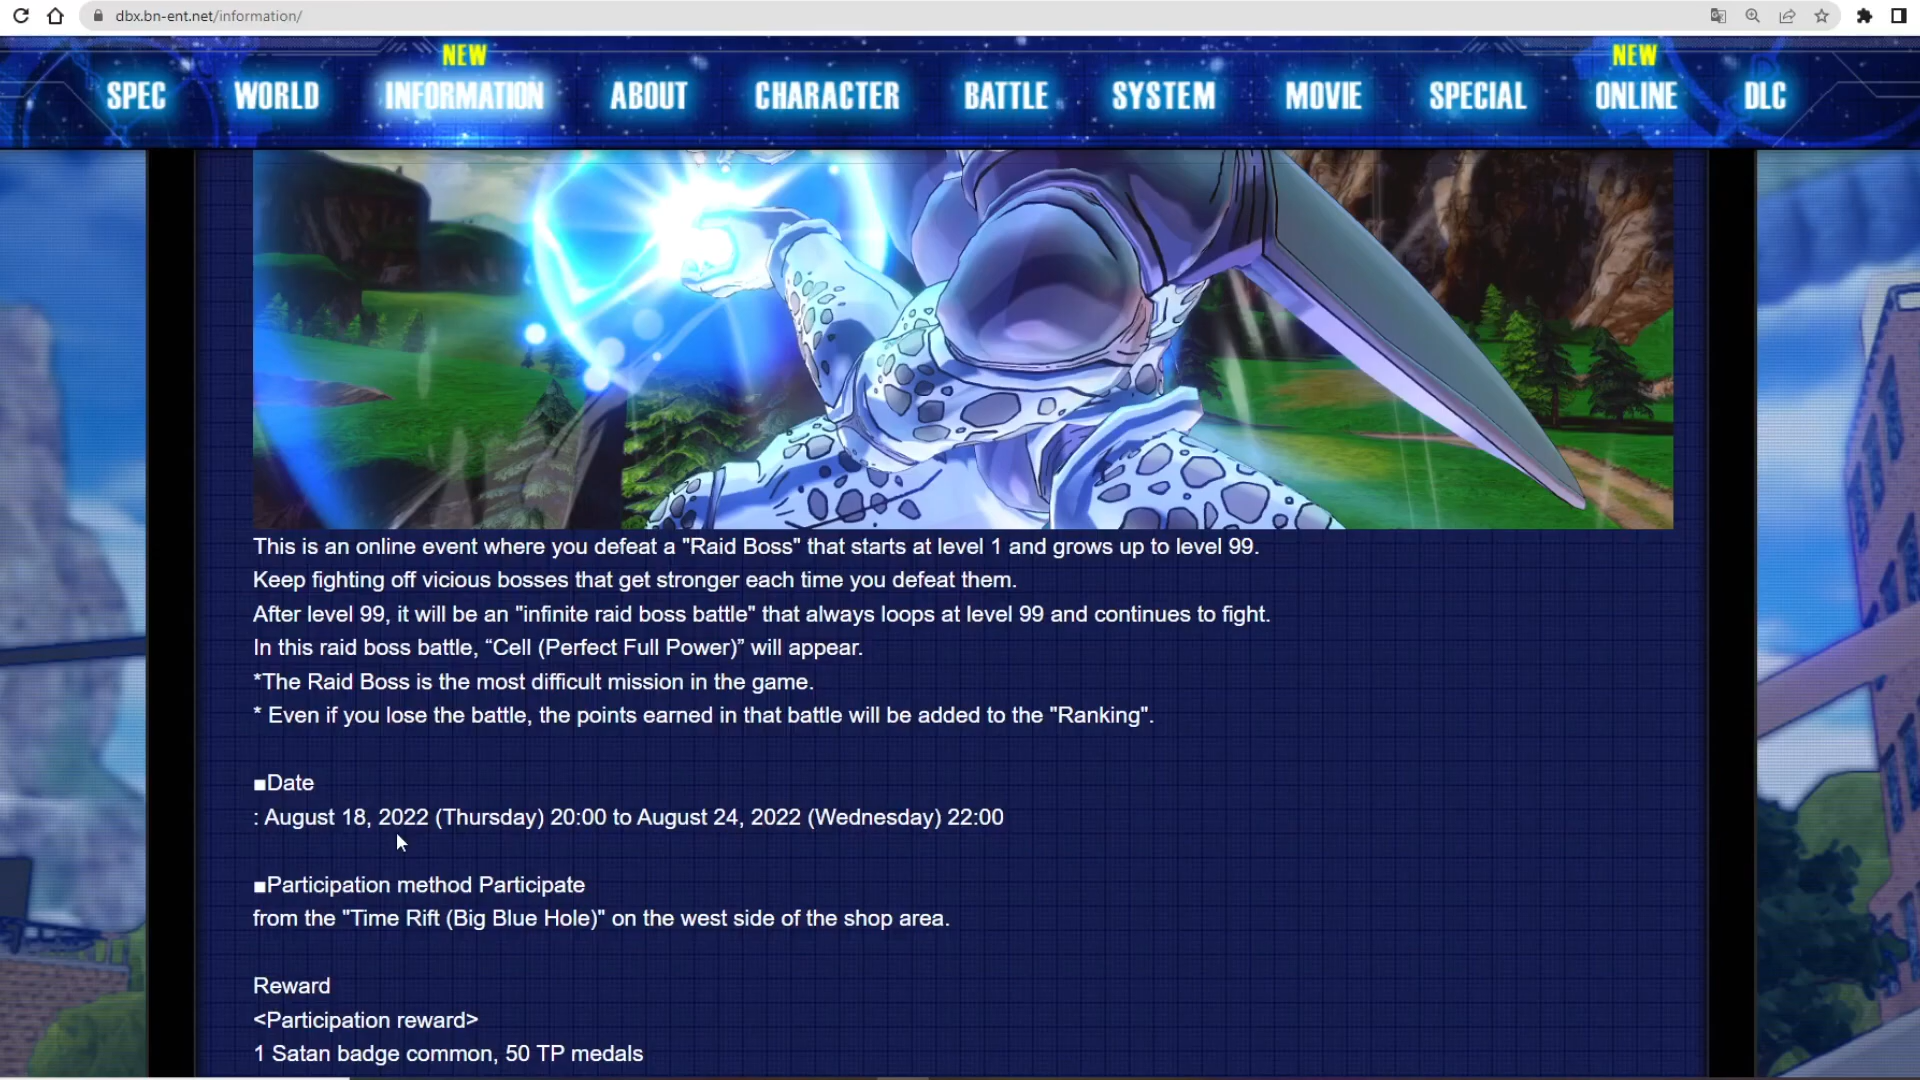 dbx.bn-ent.net/information/
NEW
NEW
SPEC
WORLD
INFORMATION
ABOUT
CHARACTER
BATTLE
SYSTEM
MOVIE
SPECIAL
ONLINE
DLC
This is an online event where you defeat a "Raid Boss" that starts at level 1 and grows up to level 99.
Keep fighting off vicious bosses that get stronger each time you defeat them.
After level 99, it will be an "infinite raid boss battle" that always loops at level 99 and continues to fight.
In this raid boss battle, “Cell (Perfect Full Power)” will appear.
*The Raid Boss is the most difficult mission in the game.
* Even if you lose the battle, the points earned in that battle will be added to the "Ranking".
■Date
: August 18, 2022 (Thursday) 20:00 to August 24, 2022 (Wednesday) 22:00
■Participation method Participate
from the "Time Rift (Big Blue Hole)" on the west side of the shop area.
Reward
<Participation reward>
1 Satan badge common, 50 TP medals